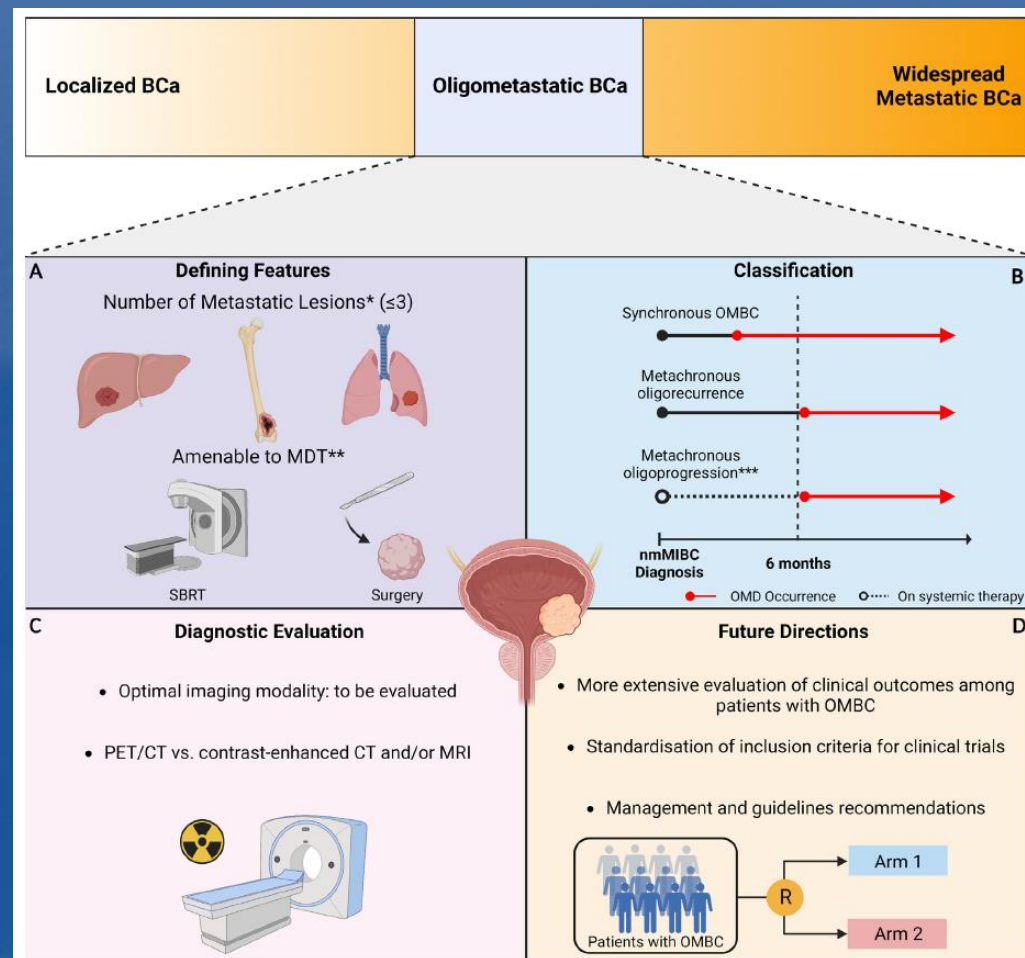 Localized BCa
Oligometastatic BCa
Widespread
Metastatic BCa
A
Defining Features
Number of Metastatic Lesions* (≤3)
Amenable to MDT**
SBRT
Surgery
Classification
B
Synchronous OMBC
Metachronous
oligorecurrence
Metachronous
oligoprogression***
nmMIBC
Diagnosis
6 months
OMD Occurrence
On systemic therapy
C
Diagnostic Evaluation
• Optimal imaging modality: to be evaluated
• PET/CT vs. contrast-enhanced CT and/or MRI
Future Directions
D
• More extensive evaluation of clinical outcomes among
patients with OMBC
• Standardisation of inclusion criteria for clinical trials
• Management and guidelines recommendations
Patients with OMBC
R
Arm 1
Arm 2